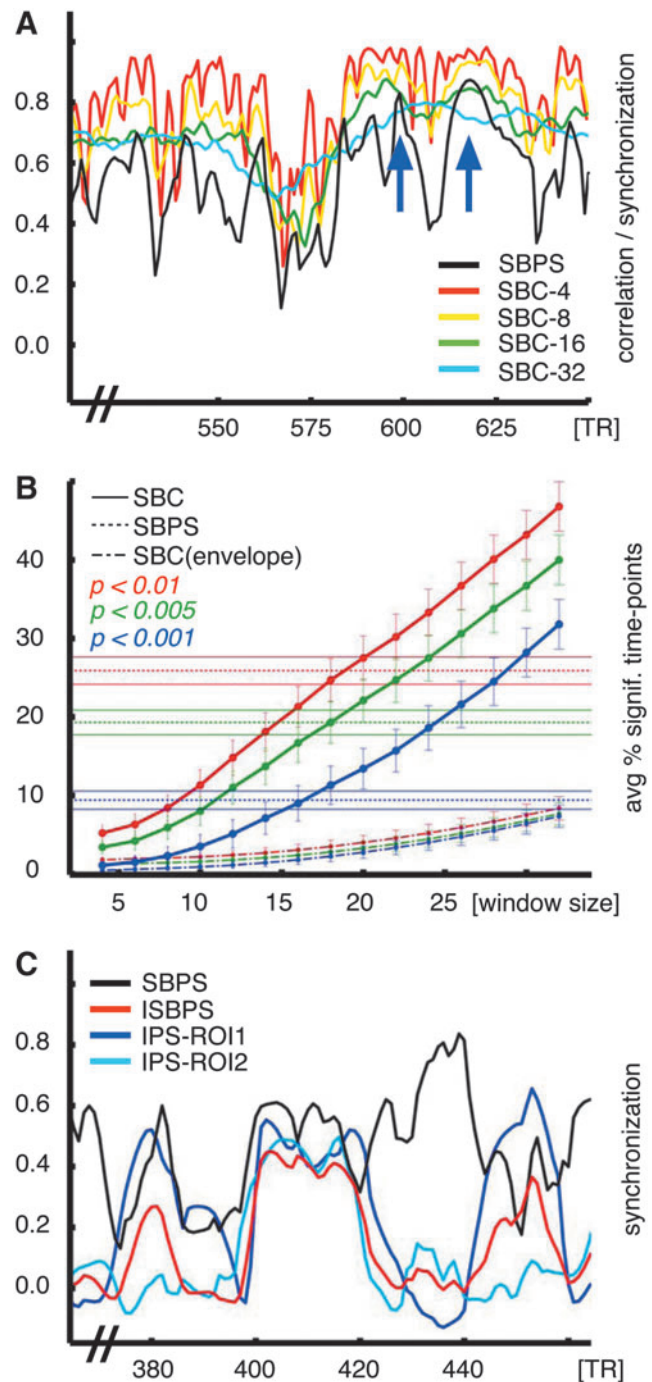 A
0.8
0.6
0.4
0.2
0.0
SBPS
SBC-4
SBC-8
SBC-16
SBC-32
550 575 600 625 [TR]
correlation / synchronization
B
SBC
SBPS
SBC(envelope)
p < 0.01
p < 0.005
p < 0.001
40
30
20
10
0
5 10 15 20 25 [window size]
avg % signif. time-points
C
SBPS
ISBPS
IPS-ROI1
IPS-ROI2
0.8
0.6
0.4
0.2
0.0
380 400 420 440 [TR]
synchronization